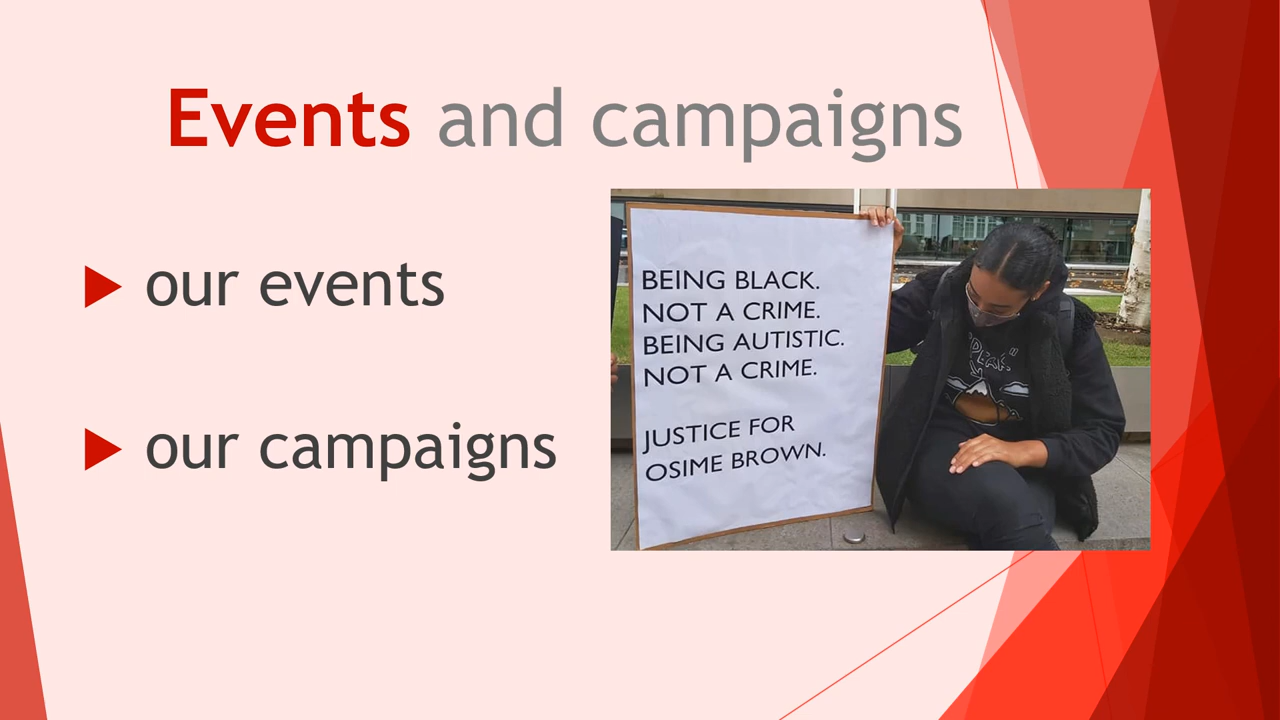 Events and campaigns
our events
our campaigns
BEING BLACK.
NOT A CRIME.
BEING AUTISTIC.
NOT A CRIME.
JUSTICE FOR
OSIME BROWN.